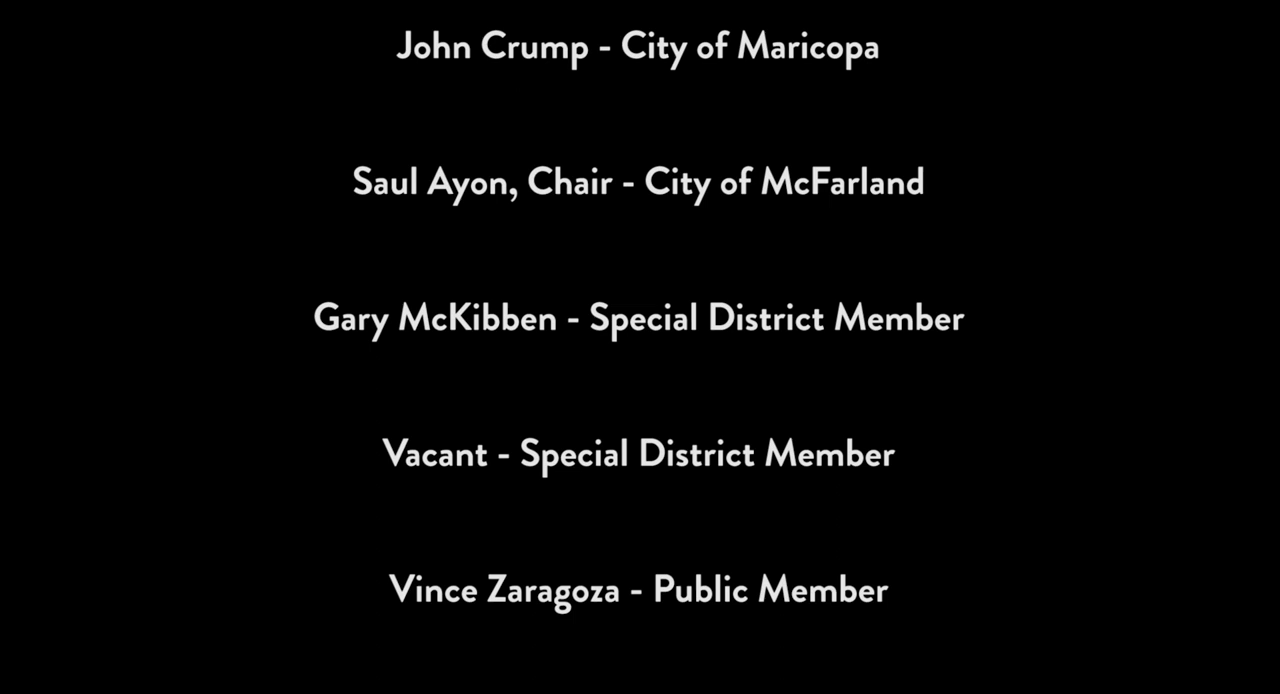 John Crump - City of Maricopa
Saul Ayon, Chair - City of McFarland
Gary McKibben - Special District Member
Vacant - Special District Member
Vince Zaragoza - Public Member